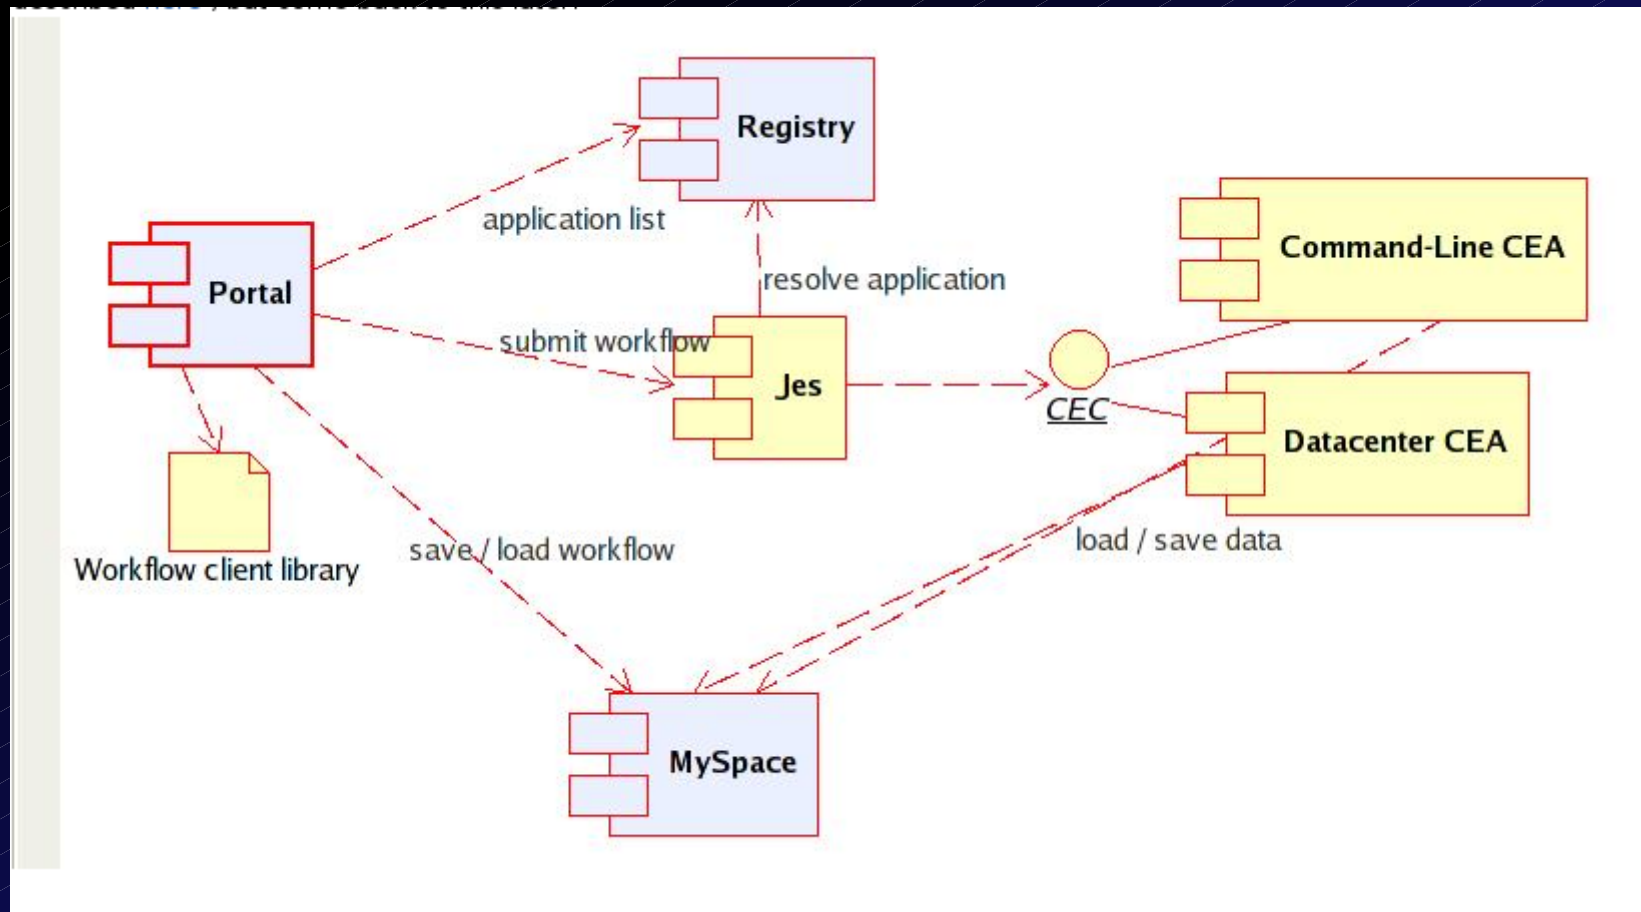 Registry
application list
Command-Line CEA
Portal
resolve application
submit workflow
Jes
CEC
Datacenter CEA
load / save data
save / load workflow
Workflow client library
MySpace